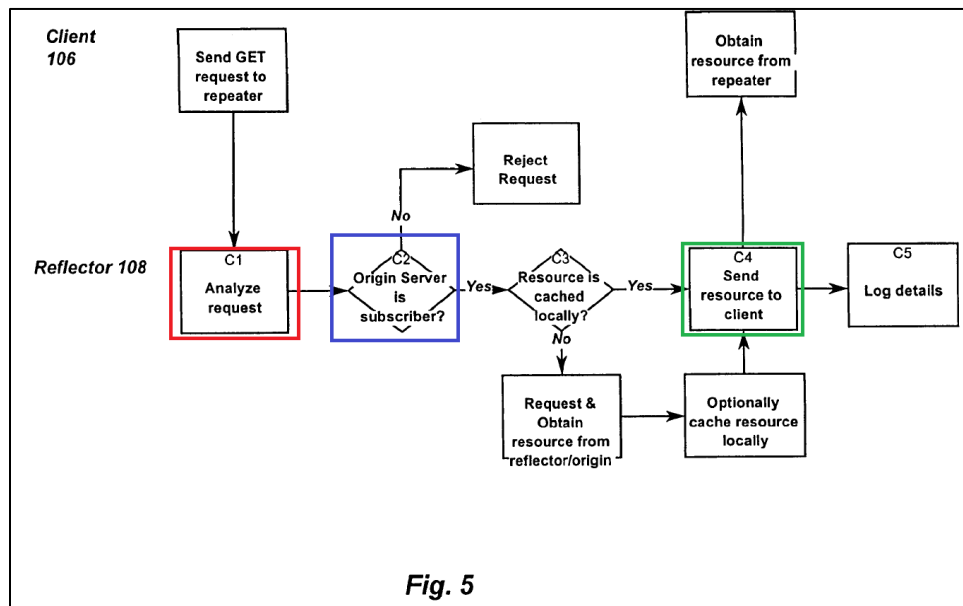 Client
106
Send GET
request to
repeater
Obtain
resource from
repeater
Reject
Request
No
Reflector 108
C1
Analyze
request
C2
Origin Server
is
subscriber?
Yes
C3
Resource is
cached
locally?
Yes
C4
Send
resource to
client
C5
Log details
No
Request &
Obtain
resource from
reflector/origin
Optionally
cache resource
locally
Fig. 5